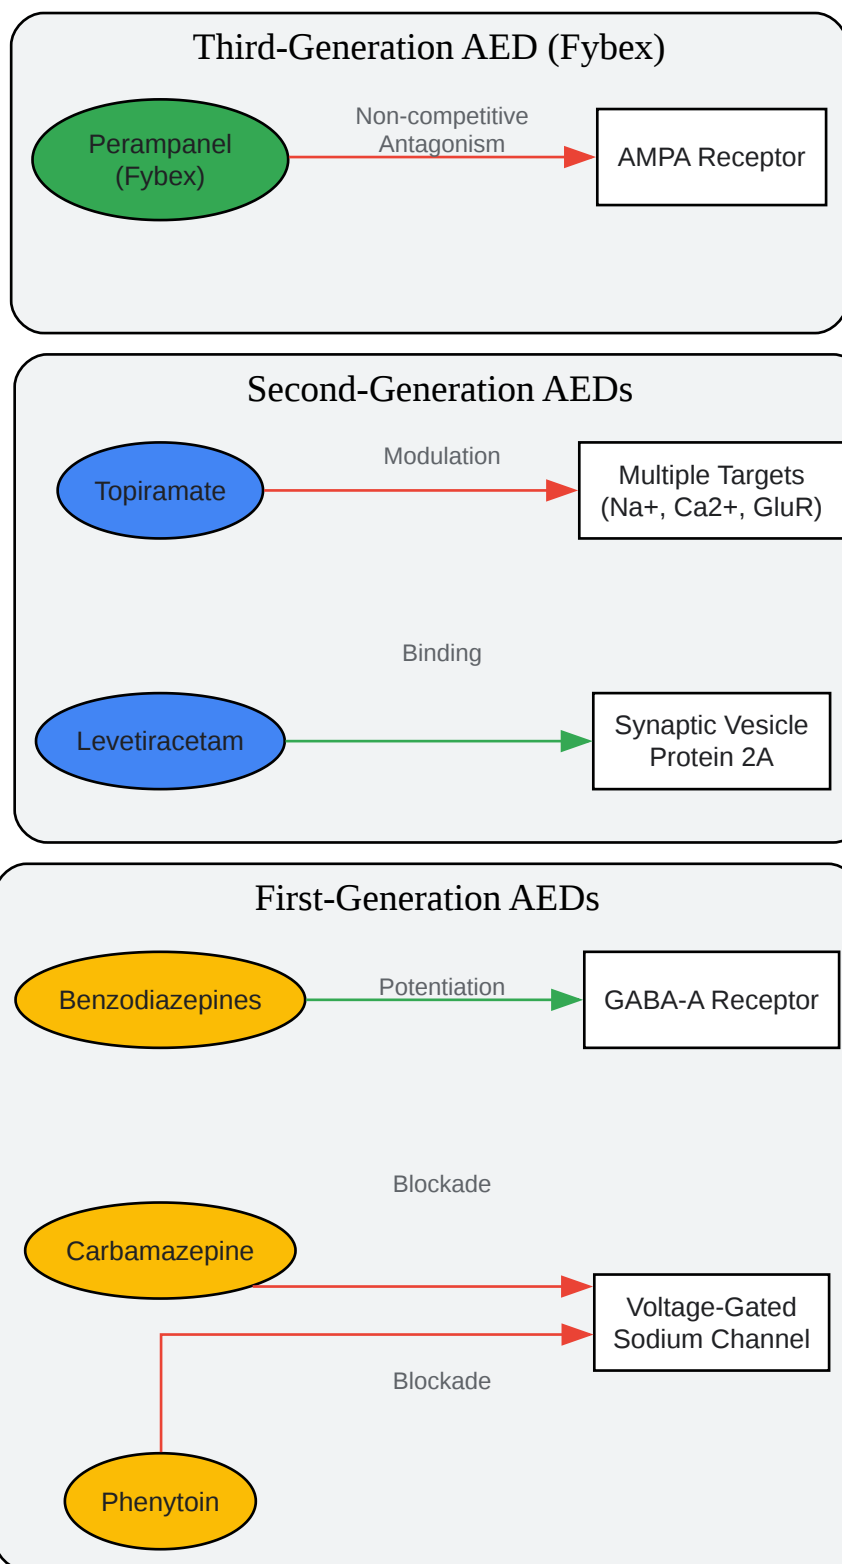 Third-Generation AED (Fybex)
Non-competitive
Antagonism
Perampanel
(Fybex)
AMPA Receptor
Second-Generation AEDs
Modulation
Topiramate
Multiple Targets
(Na+, Ca2+, GluR)
Binding
Levetiracetam
Synaptic Vesicle
Protein 2A
First-Generation AEDs
Benzodiazepines
Potentiation
GABA-A Receptor
Blockade
Carbamazepine
Voltage-Gated
Sodium Channel
Blockade
Phenytoin